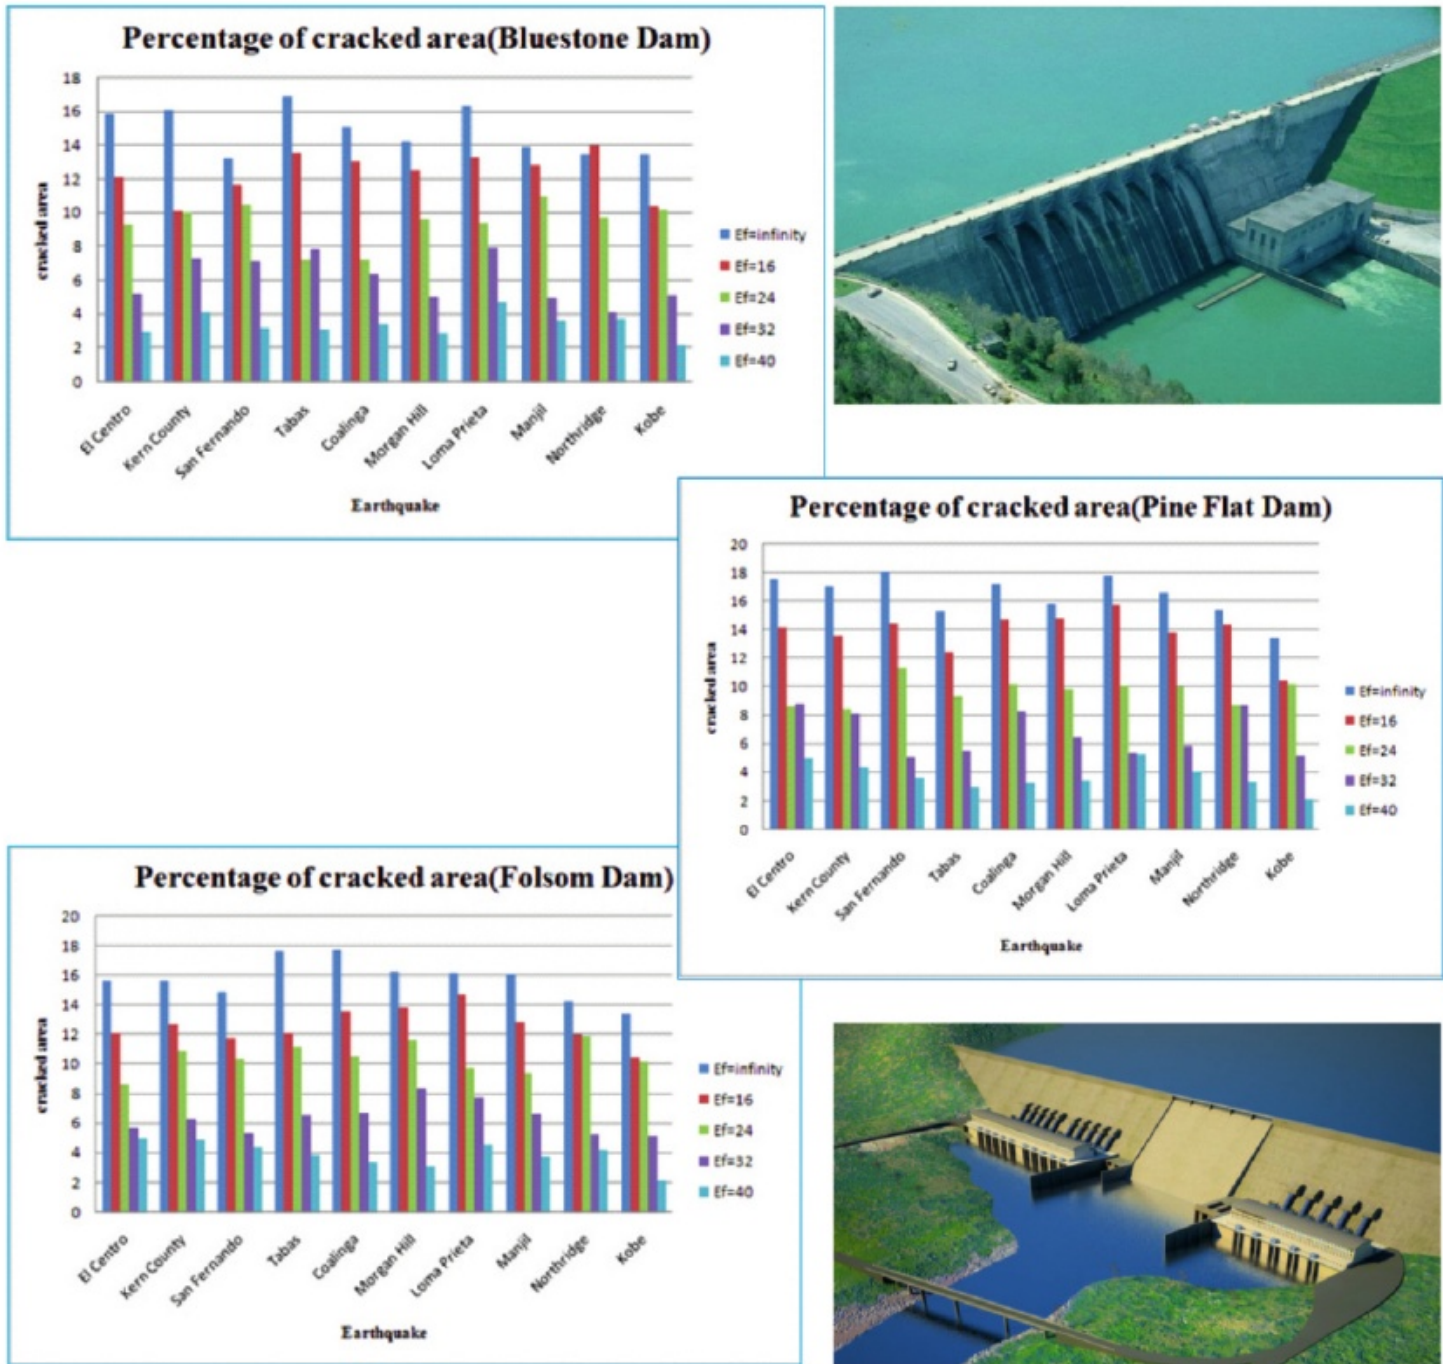 Percentage of cracked area(Bluestone Dam)
18
16
14
12
10
8
6
4
2
0
cracked area
El Centro
Kern County
San Fernando
Tabas
Coalinga
Morgan Hill
Loma Prieta
Manjil
Northridge
Kobe
Earthquake
Ef=infinity
Ef=16
Ef=24
Ef=32
Ef=40
Percentage of cracked area(Pine Flat Dam)
20
18
16
14
12
10
8
6
4
2
0
cracked area
El Centro
Kern County
San Fernando
Tabas
Coalinga
Morgan Hill
Loma Prieta
Manjil
Northridge
Kobe
Earthquake
Ef=infinity
Ef=16
Ef=24
Ef=32
Ef=40
Percentage of cracked area(Folsom Dam)
20
18
16
14
12
10
8
6
4
2
0
cracked area
El Centro
Kern County
San Fernando
Tabas
Coalinga
Morgan Hill
Loma Prieta
Manjil
Northridge
Kobe
Earthquake
Ef=infinity
Ef=16
Ef=24
Ef=32
Ef=40